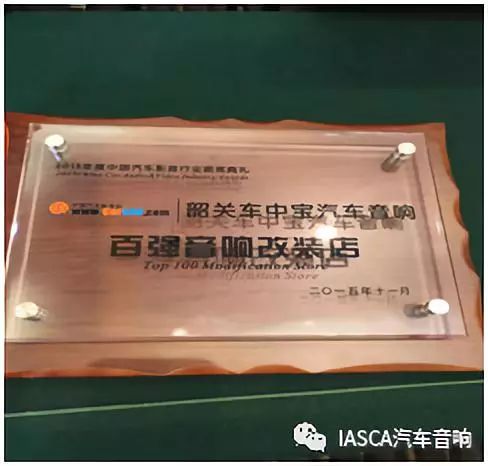 2015年度中国汽车影音行业颁奖典礼
韶关车中宝汽车音响
百强音响改装店
Top 100 Modification Store
二〇一五年十一月
IASCA汽车音响